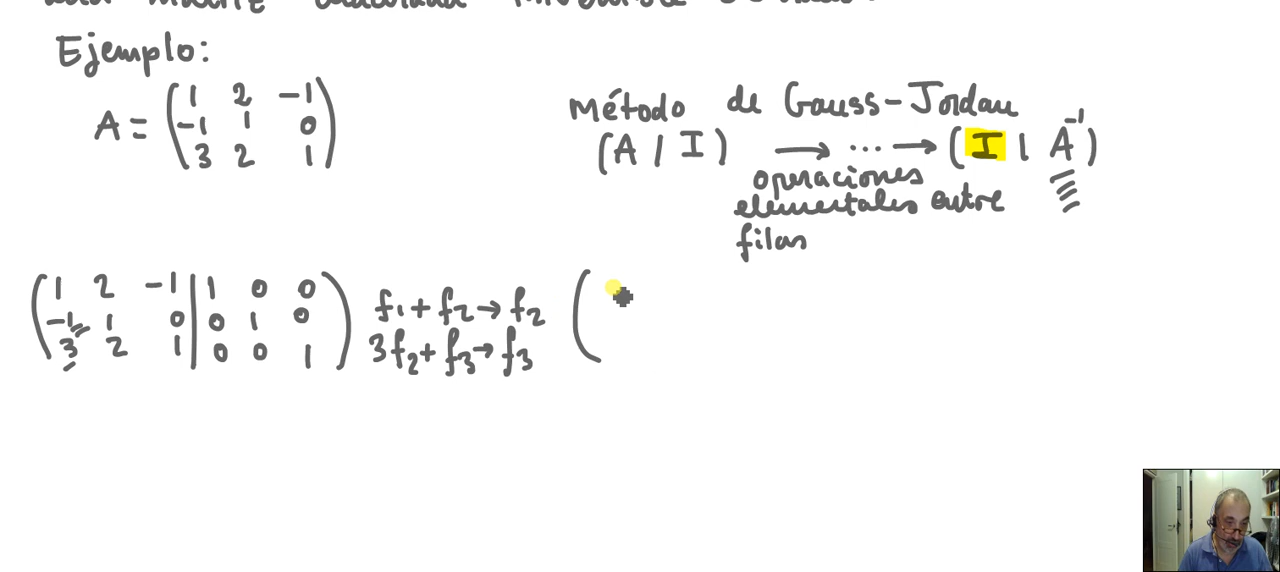 Ejemplo:
A = (1 2 -1
-1 1 0
3 2 1)
Método de Gauss-Jordan
(A | I) → ... → (I | A⁻¹)
operaciones
elementales entre
filas
(1 2 -1 | 1 0 0
-1 1 0 | 0 1 0
3 2 1 | 0 0 1)
f₁ + f₂ → f₂
3f₂ + f₃ → f₃
(